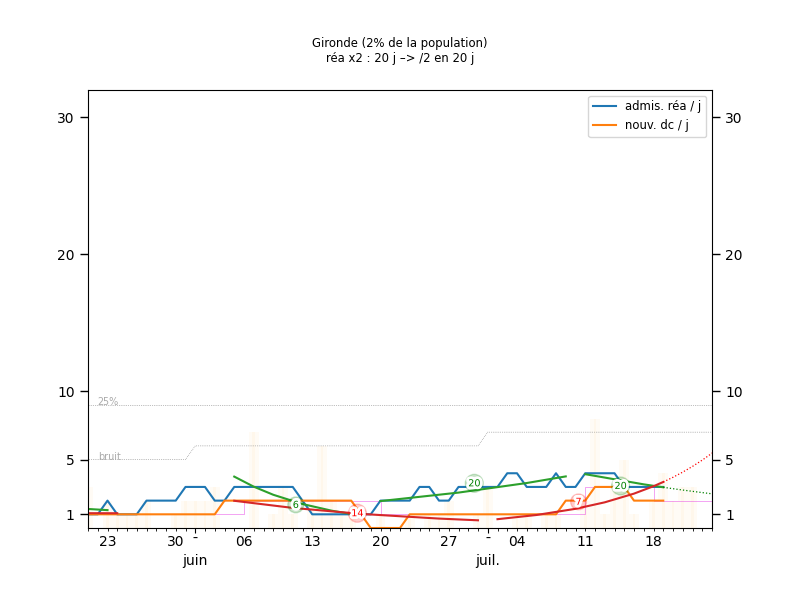 Gironde (2% de la population)
réa x2 : 20 j –> /2 en 20 j
admis. réa / j
nouv. dc / j
30 30
20 20
10 10
25%
bruit
5 5
20
20
6
7
14
1 1
23 30 - 06 13 20 27 - 04 11 18
juin juil.